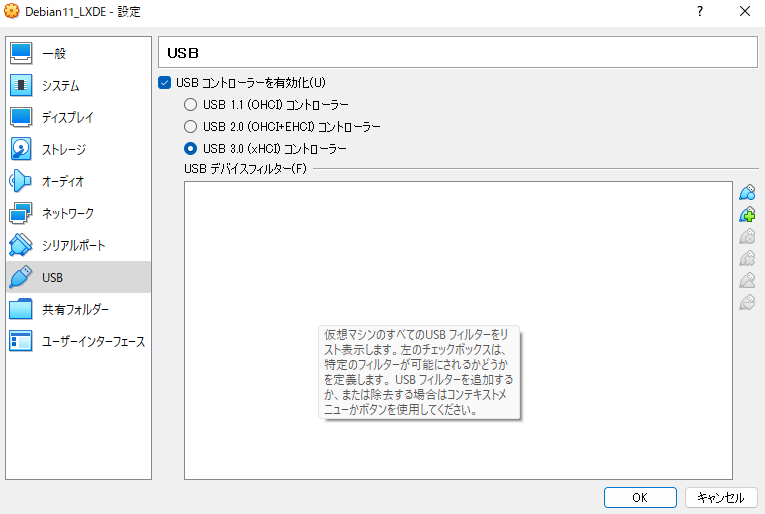 Debian11_LXDE - 設定
?
一般
システム
ディスプレイ
ストレージ
オーディオ
ネットワーク
シリアルポート
USB
共有フォルダー
ユーザーインターフェース
USB
USB コントローラーを有効化(U)
USB 1.1 (OHCI) コントローラー
USB 2.0 (OHCI+EHCI) コントローラー
USB 3.0 (xHCI) コントローラー
USB デバイスフィルター(F)
仮想マシンのすべてのUSB フィルターをリ
スト表示します。左のチェックボックスは、
特定のフィルターが可能にされるかどうか
を定義します。 USB フィルターを追加する
か、または除去する場合はコンテキストメ
ニューかボタンを使用してください。
OK
キャンセル